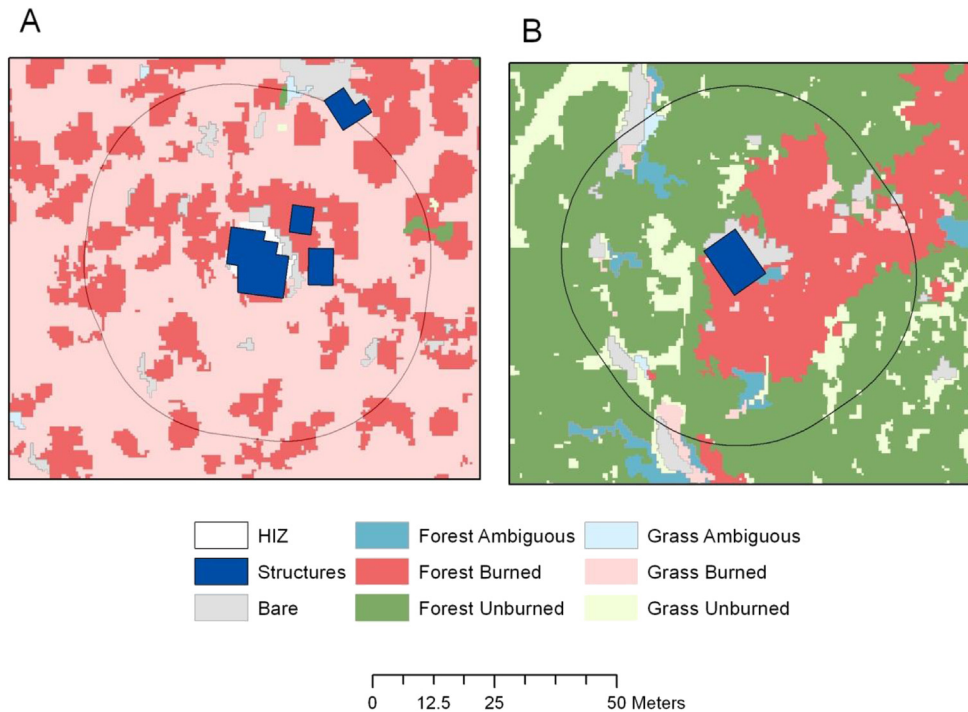 A
B
HIZ
Forest Ambiguous
Grass Ambiguous
Structures
Forest Burned
Grass Burned
Bare
Forest Unburned
Grass Unburned
0 12.5 25 50 Meters